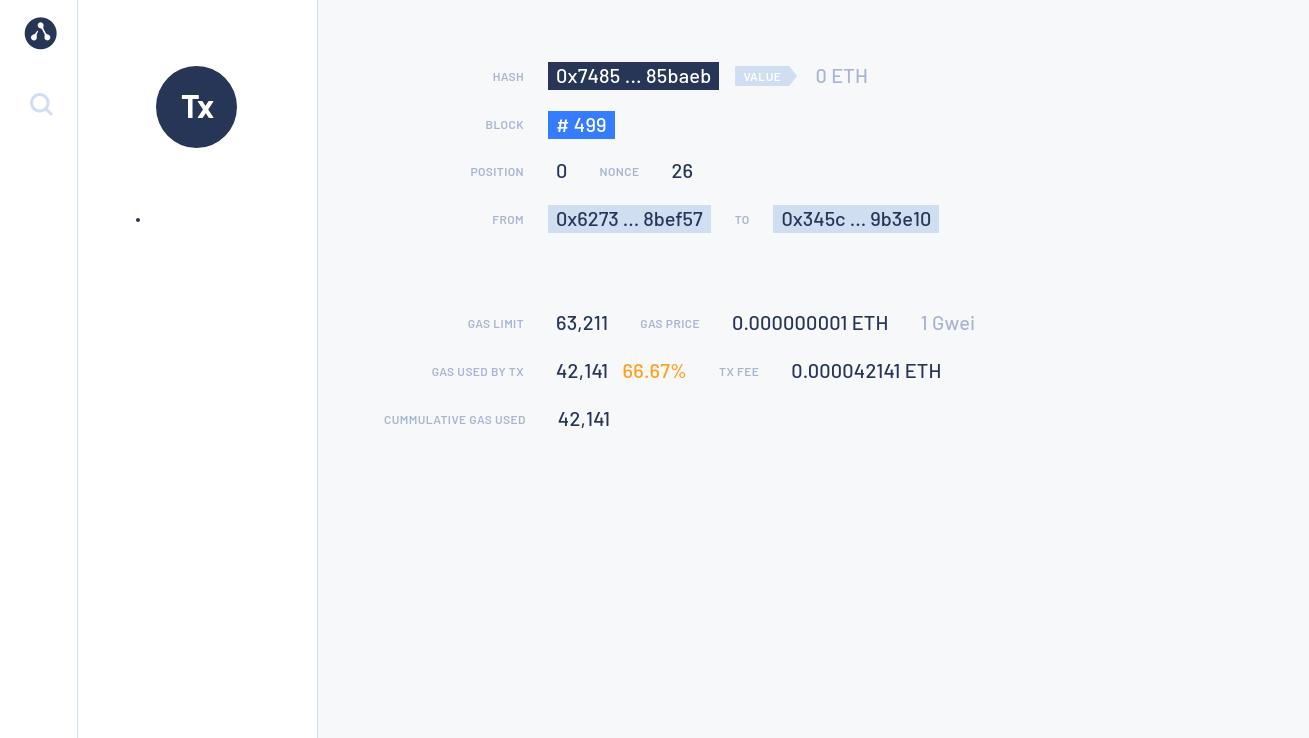 Tx
HASH 0x7485 ... 85baeb VALUE 0 ETH
BLOCK # 499
POSITION 0 NONCE 26
FROM 0x6273 ... 8bef57 TO 0x345c ... 9b3e10
GAS LIMIT 63,211 GAS PRICE 0.000000001 ETH 1 Gwei
GAS USED BY TX 42,141 66.67% TX FEE 0.000042141 ETH
CUMMULATIVE GAS USED 42,141